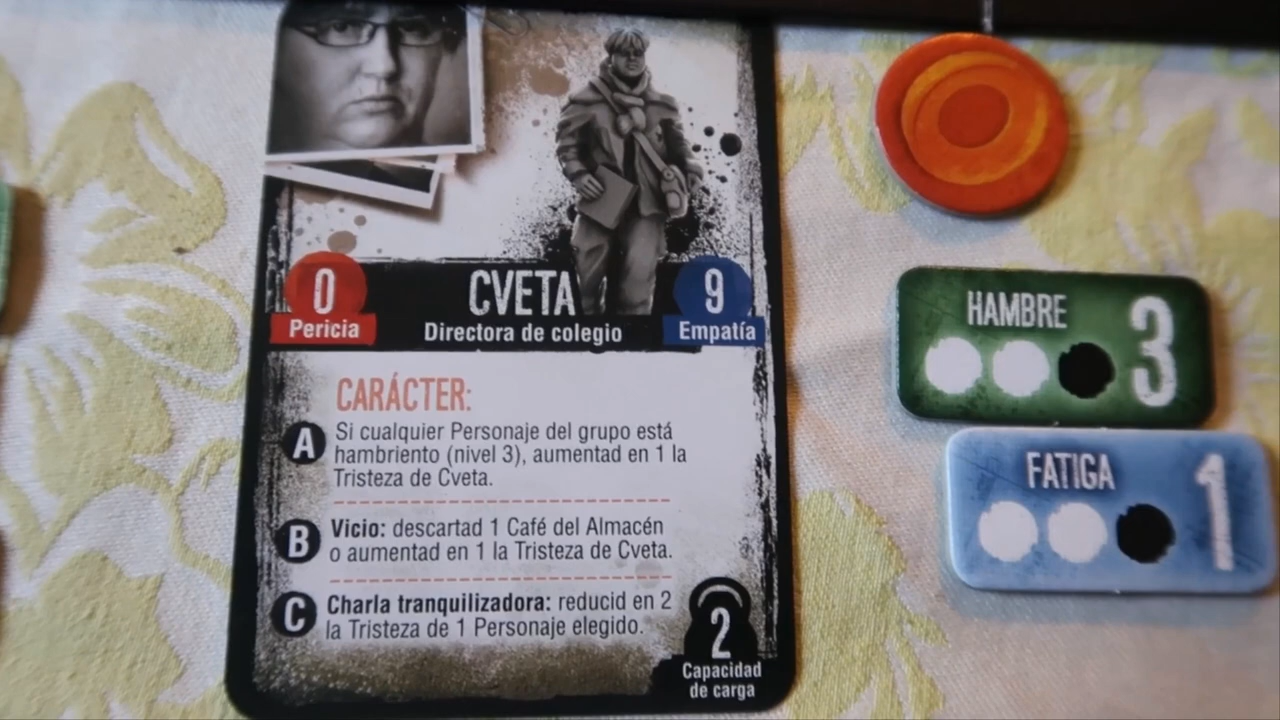 0
Pericia
CVETA
Directora de colegio
9
Empatía
CARÁCTER:
A
Si cualquier Personaje del grupo está
hambriento (nivel 3), aumentad en 1 la
Tristeza de Cveta.
B
Vicio: descartad 1 Café del Almacén
o aumentad en 1 la Tristeza de Cveta.
C
Charla tranquilizadora: reducid en 2
la Tristeza de 1 Personaje elegido.
2
Capacidad
de carga
HAMBRE
3
FATIGA
1